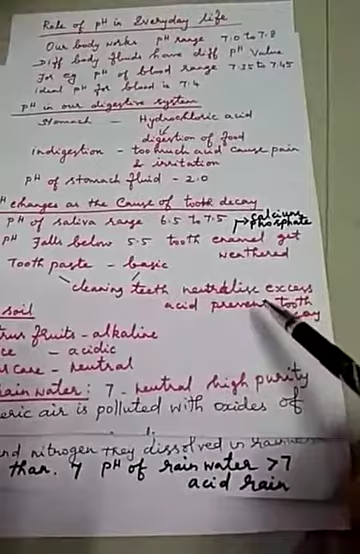 Role of pH in Everyday life
Our body works pH range 7.0 to 7.8
Diff body fluids have diff pH value
For eg pH of blood range 7.35 to 7.45
ideal pH for blood is 7.4
pH in our digestive system
Stomach - Hydrochloric acid
digestion of food
indigestion - too much acid cause pain
& irritation
pH of stomach fluid - 2.0
changes as the Cause of tooth decay
pH of saliva range 6.5 to 7.5 → calcium phosphate
pH Falls below 5.5 tooth enamel get
weathered
Tooth paste - basic
cleaning teeth neutralise excess
acid prevent tooth
soil
fruits - alkaline
- acidic
- neutral
rain water : 7 - neutral high purity
eric air is polluted with oxides of
nd nitrogen they dissolved in
than 7 pH of rain water >7
acid rain